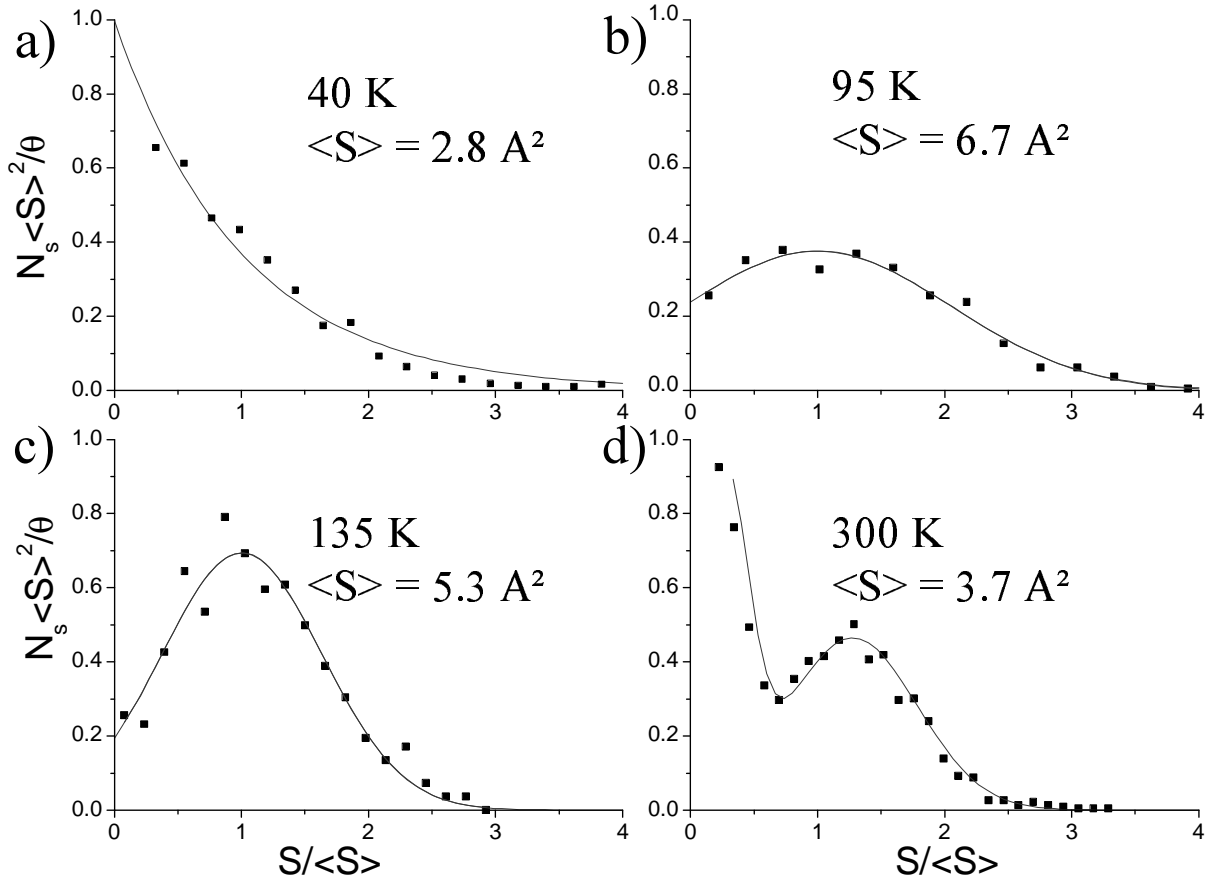 a)
1.0
0.8
0.6
0.4
0.2
0.0
0 1 2 3 4
N_s<S>²/θ
40 K
<S> = 2.8 A²
b)
1.0
0.8
0.6
0.4
0.2
0.0
0 1 2 3 4
95 K
<S> = 6.7 A²
c)
1.0
0.8
0.6
0.4
0.2
0.0
0 1 2 3 4
N_s<S>²/θ
S/<S>
135 K
<S> = 5.3 A²
d)
1.0
0.8
0.6
0.4
0.2
0.0
0 1 2 3 4
S/<S>
300 K
<S> = 3.7 A²